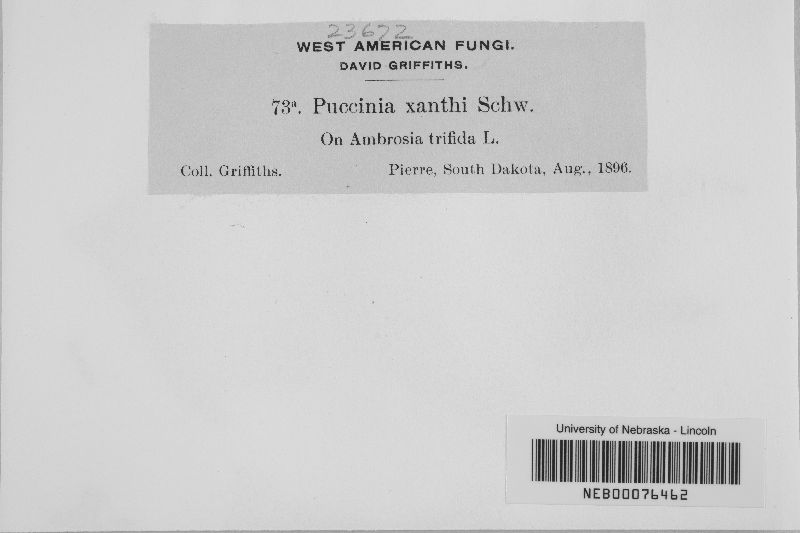 23672
WEST AMERICAN FUNGI.
DAVID GRIFFITHS.
73a. Puccinia xanthi Schw.
On Ambrosia trifida L.
Coll. Griffiths. Pierre, South Dakota, Aug., 1896.
University of Nebraska - Lincoln
NEB00076462